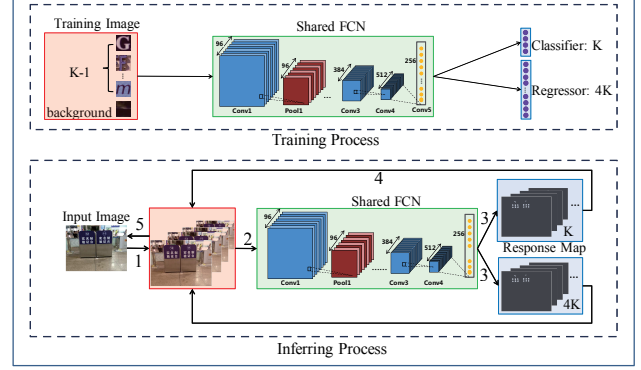 Training Image
Shared FCN
G
K-1
m
background
96
96
384
512
256
...
...
Conv1
Pool1
Conv3
Conv4
Conv5
Classifier: K
Regressor: 4K
Training Process
4
Input Image
5
1
2
Shared FCN
96
96
384
512
256
Conv1
Pool1
Conv3
Conv4
3
3
...
K
Response Map
...
4K
Inferring Process